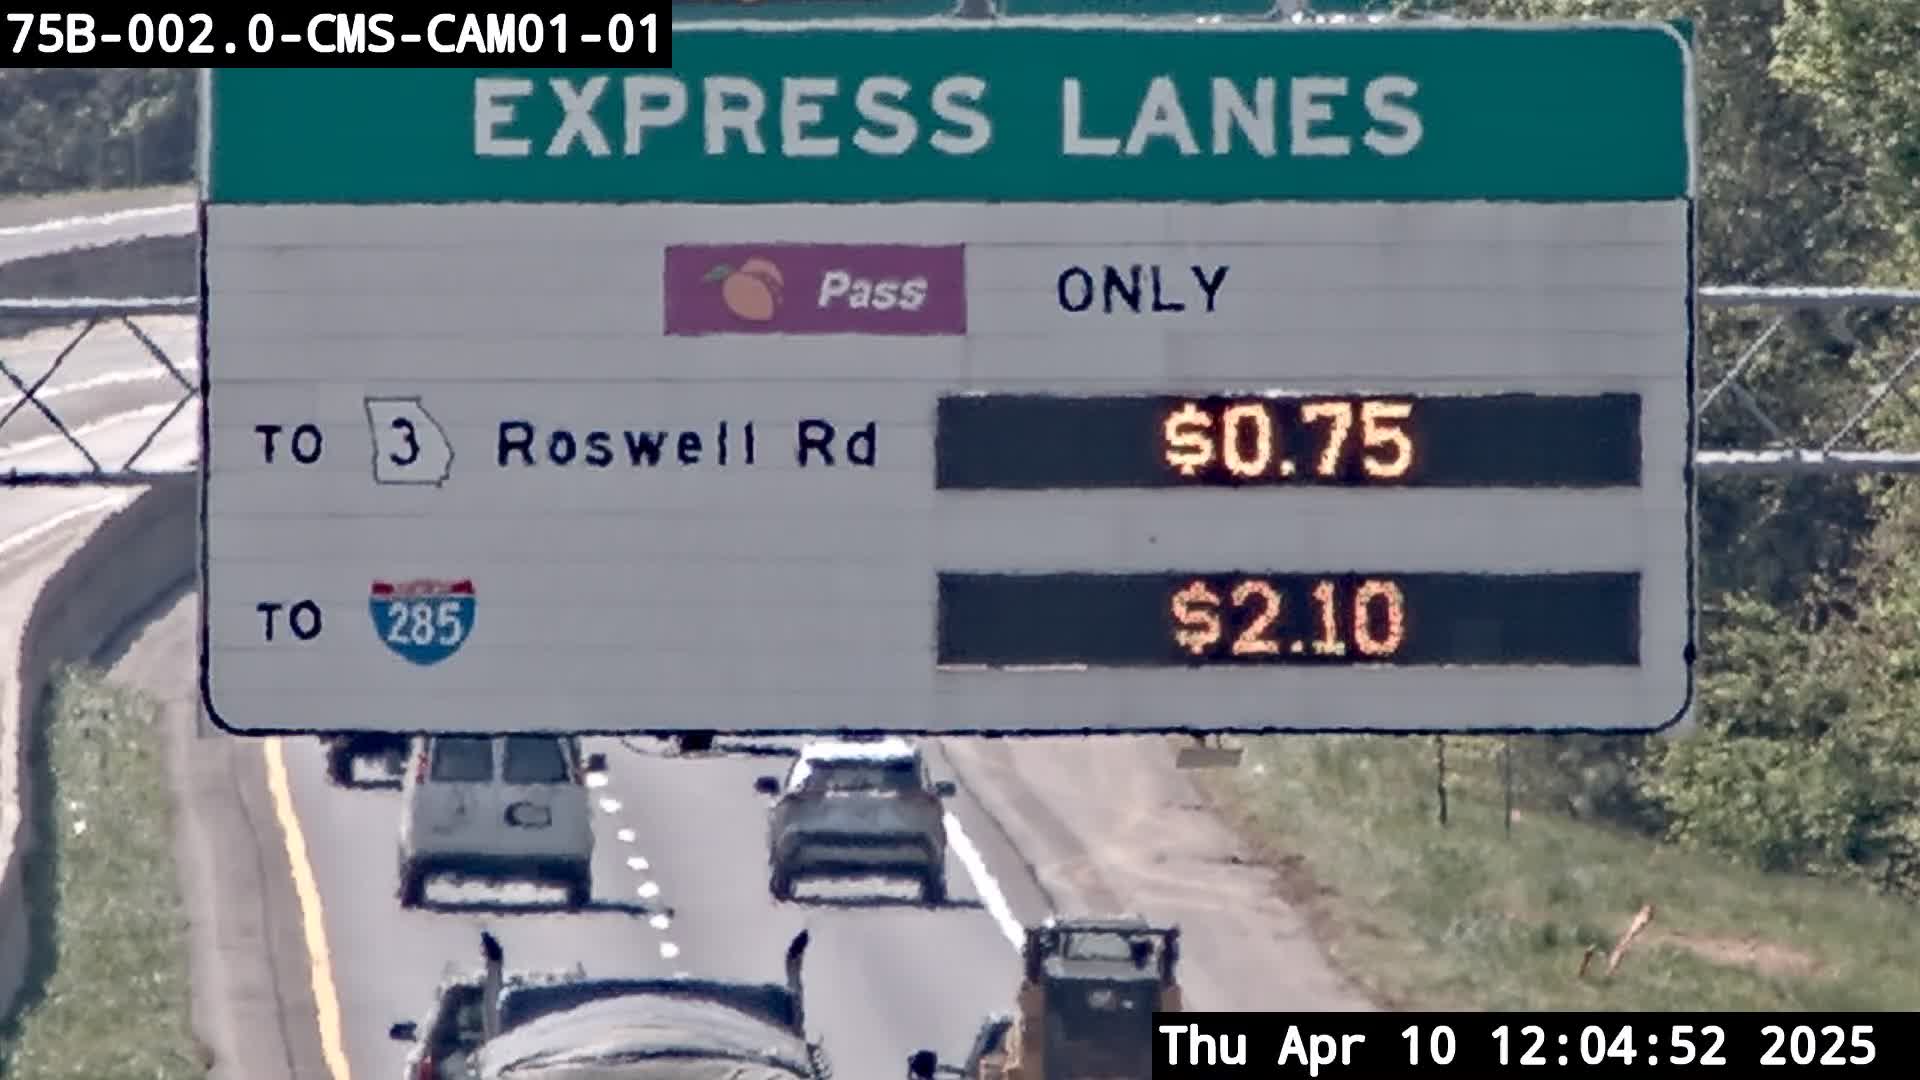 75B-002.0-CMS-CAM01-01
EXPRESS LANES
Pass ONLY
TO 3 Roswell Rd $0.75
TO 285 $2.10
Thu Apr 10 12:04:52 2025